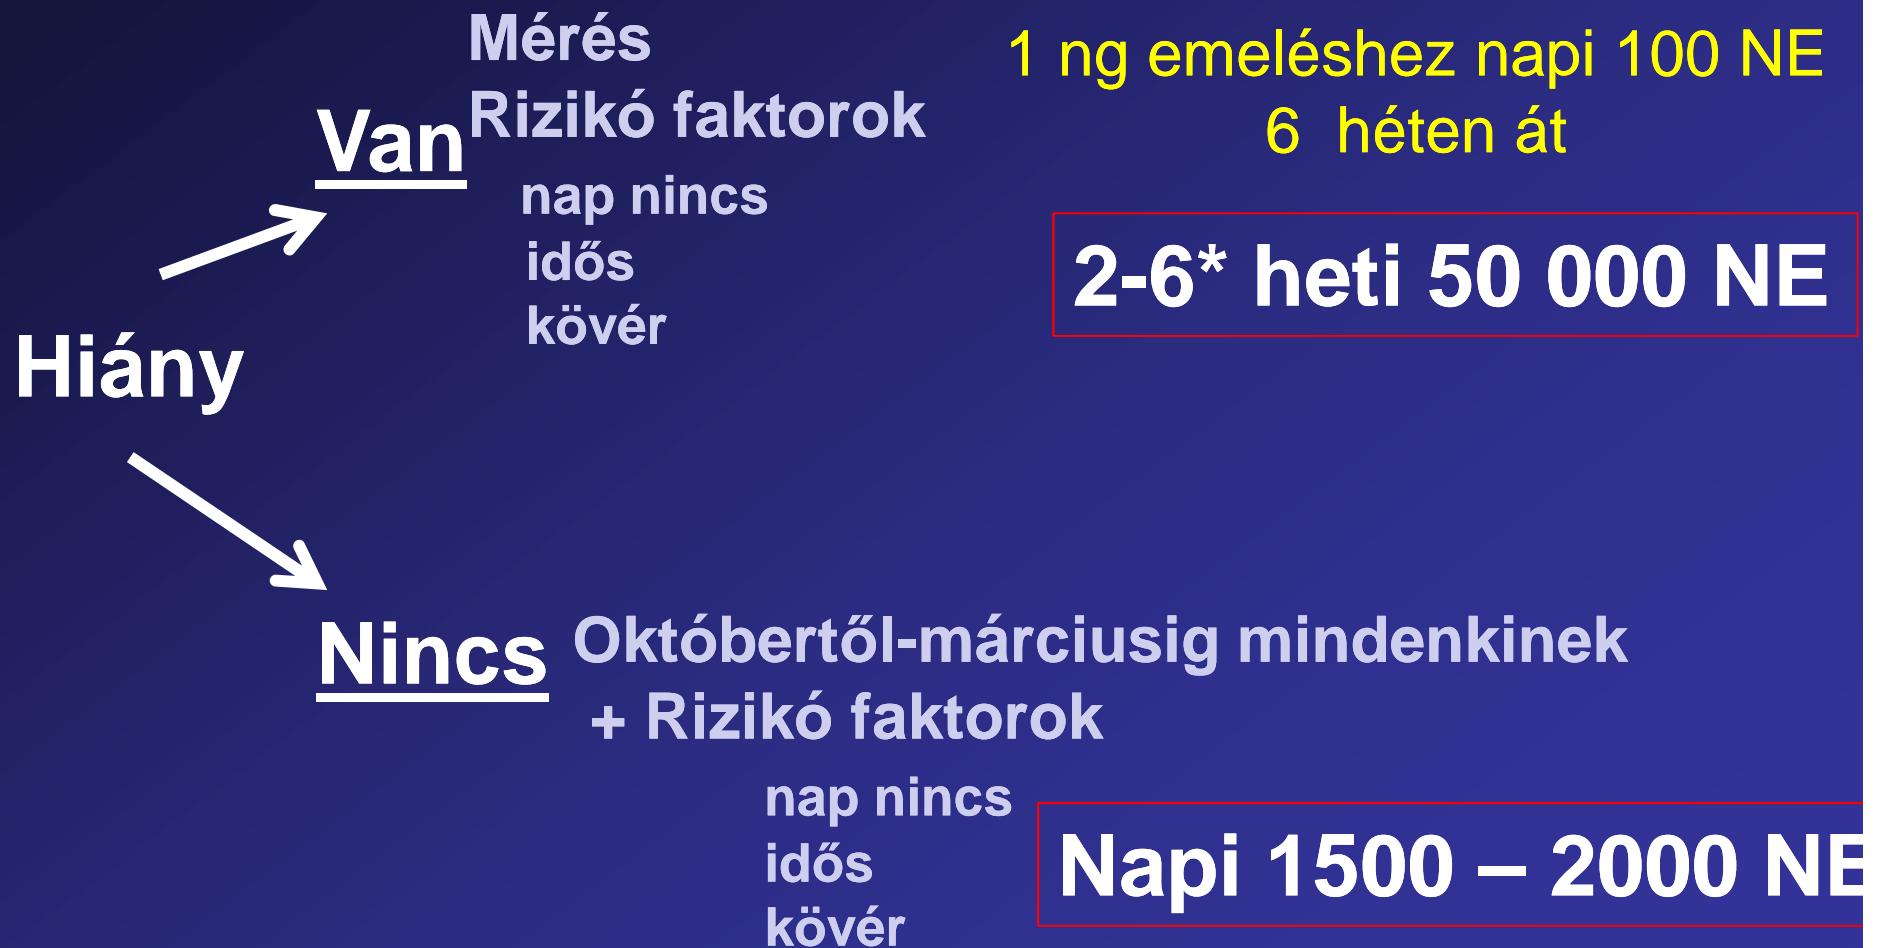 Mérés
Rizikó faktorok
Van
nap nincs
idős
kövér
1 ng emeléshez napi 100 NE
6 héten át
2-6* heti 50 000 NE
Hiány
Nincs
Októbertől-márciusig mindenkinek
+ Rizikó faktorok
nap nincs
idős
kövér
Napi 1500 – 2000 NE